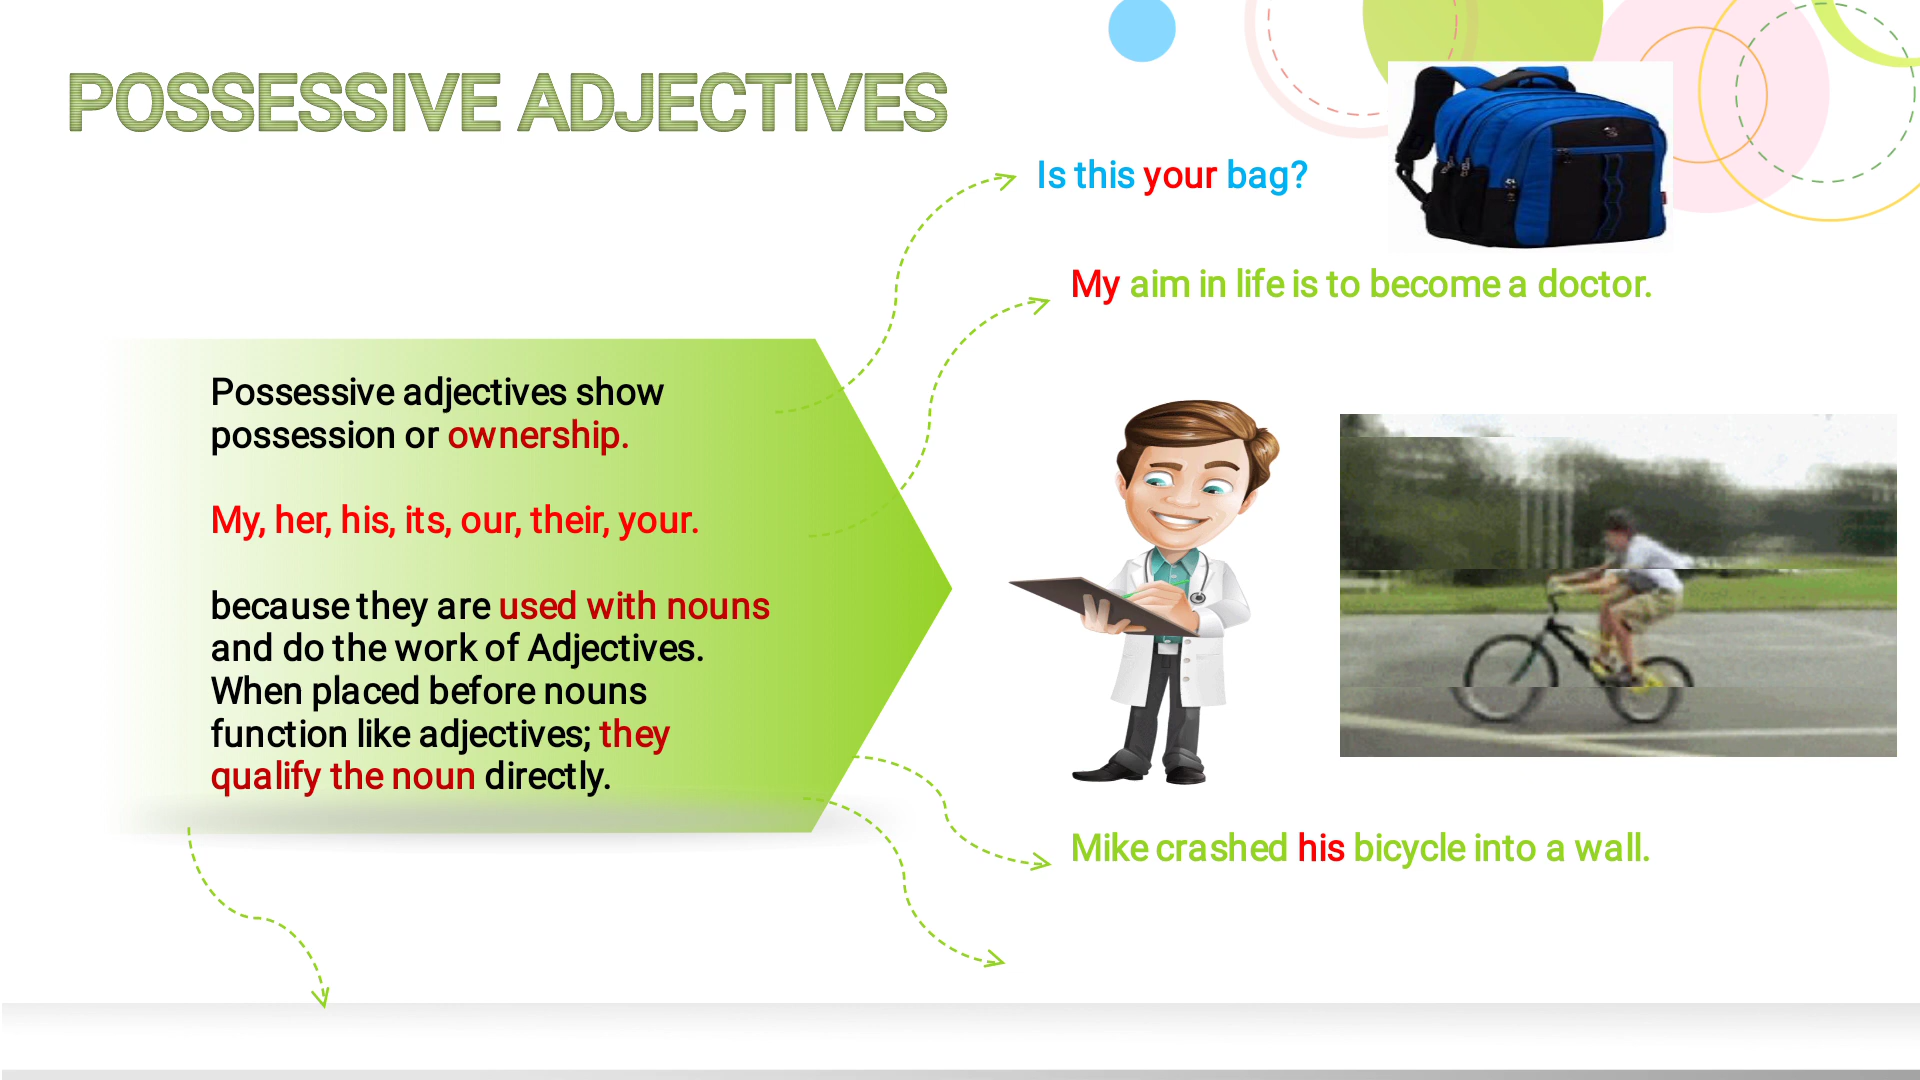 POSSESSIVE ADJECTIVES
Is this your bag?
My aim in life is to become a doctor.
Possessive adjectives show
possession or ownership.
My, her, his, its, our, their, your.
because they are used with nouns
and do the work of Adjectives.
When placed before nouns
function like adjectives; they
qualify the noun directly.
Mike crashed his bicycle into a wall.